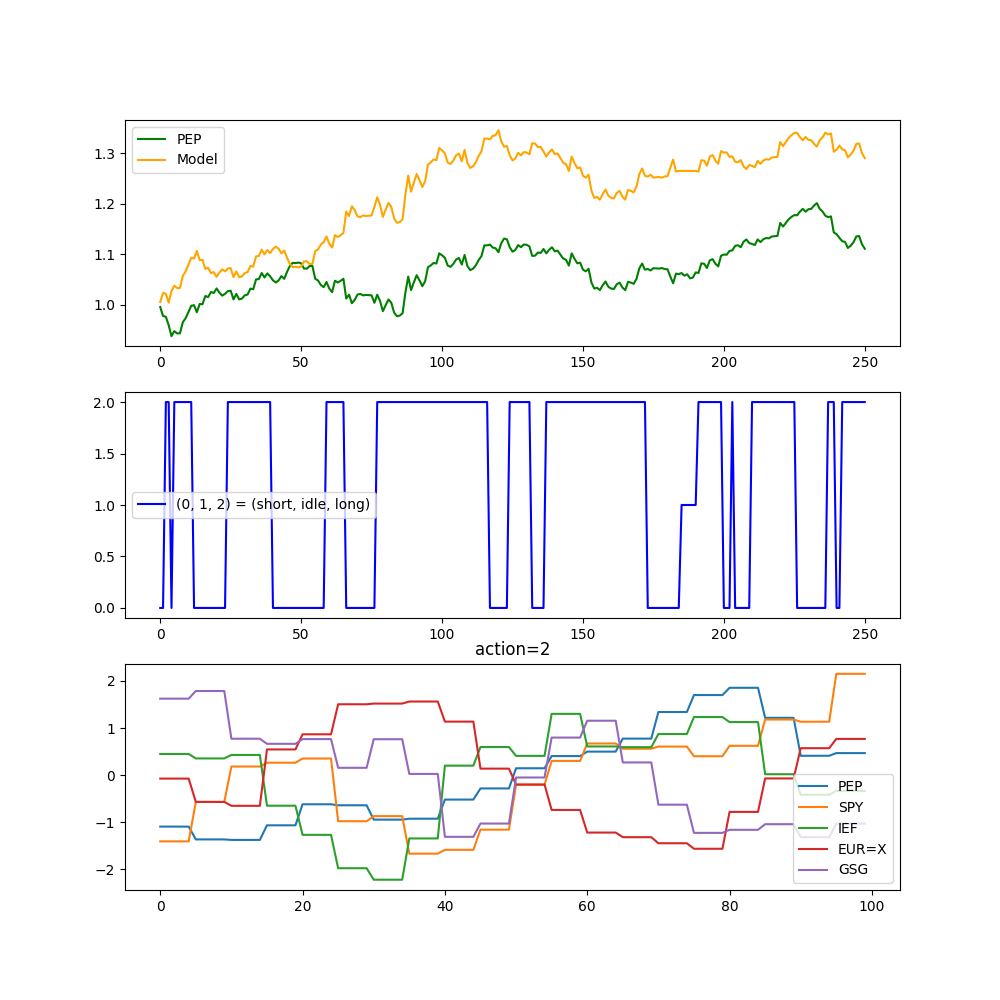 PEP
Model
1.3
1.2
1.1
1.0
0 50 100 150 200 250
2.0
1.5
1.0
0.5
0.0
(0, 1, 2) = (short, idle, long)
0 50 100 150 200 250
action=2
2
1
0
−1
−2
PEP
SPY
IEF
EUR=X
GSG
0 20 40 60 80 100